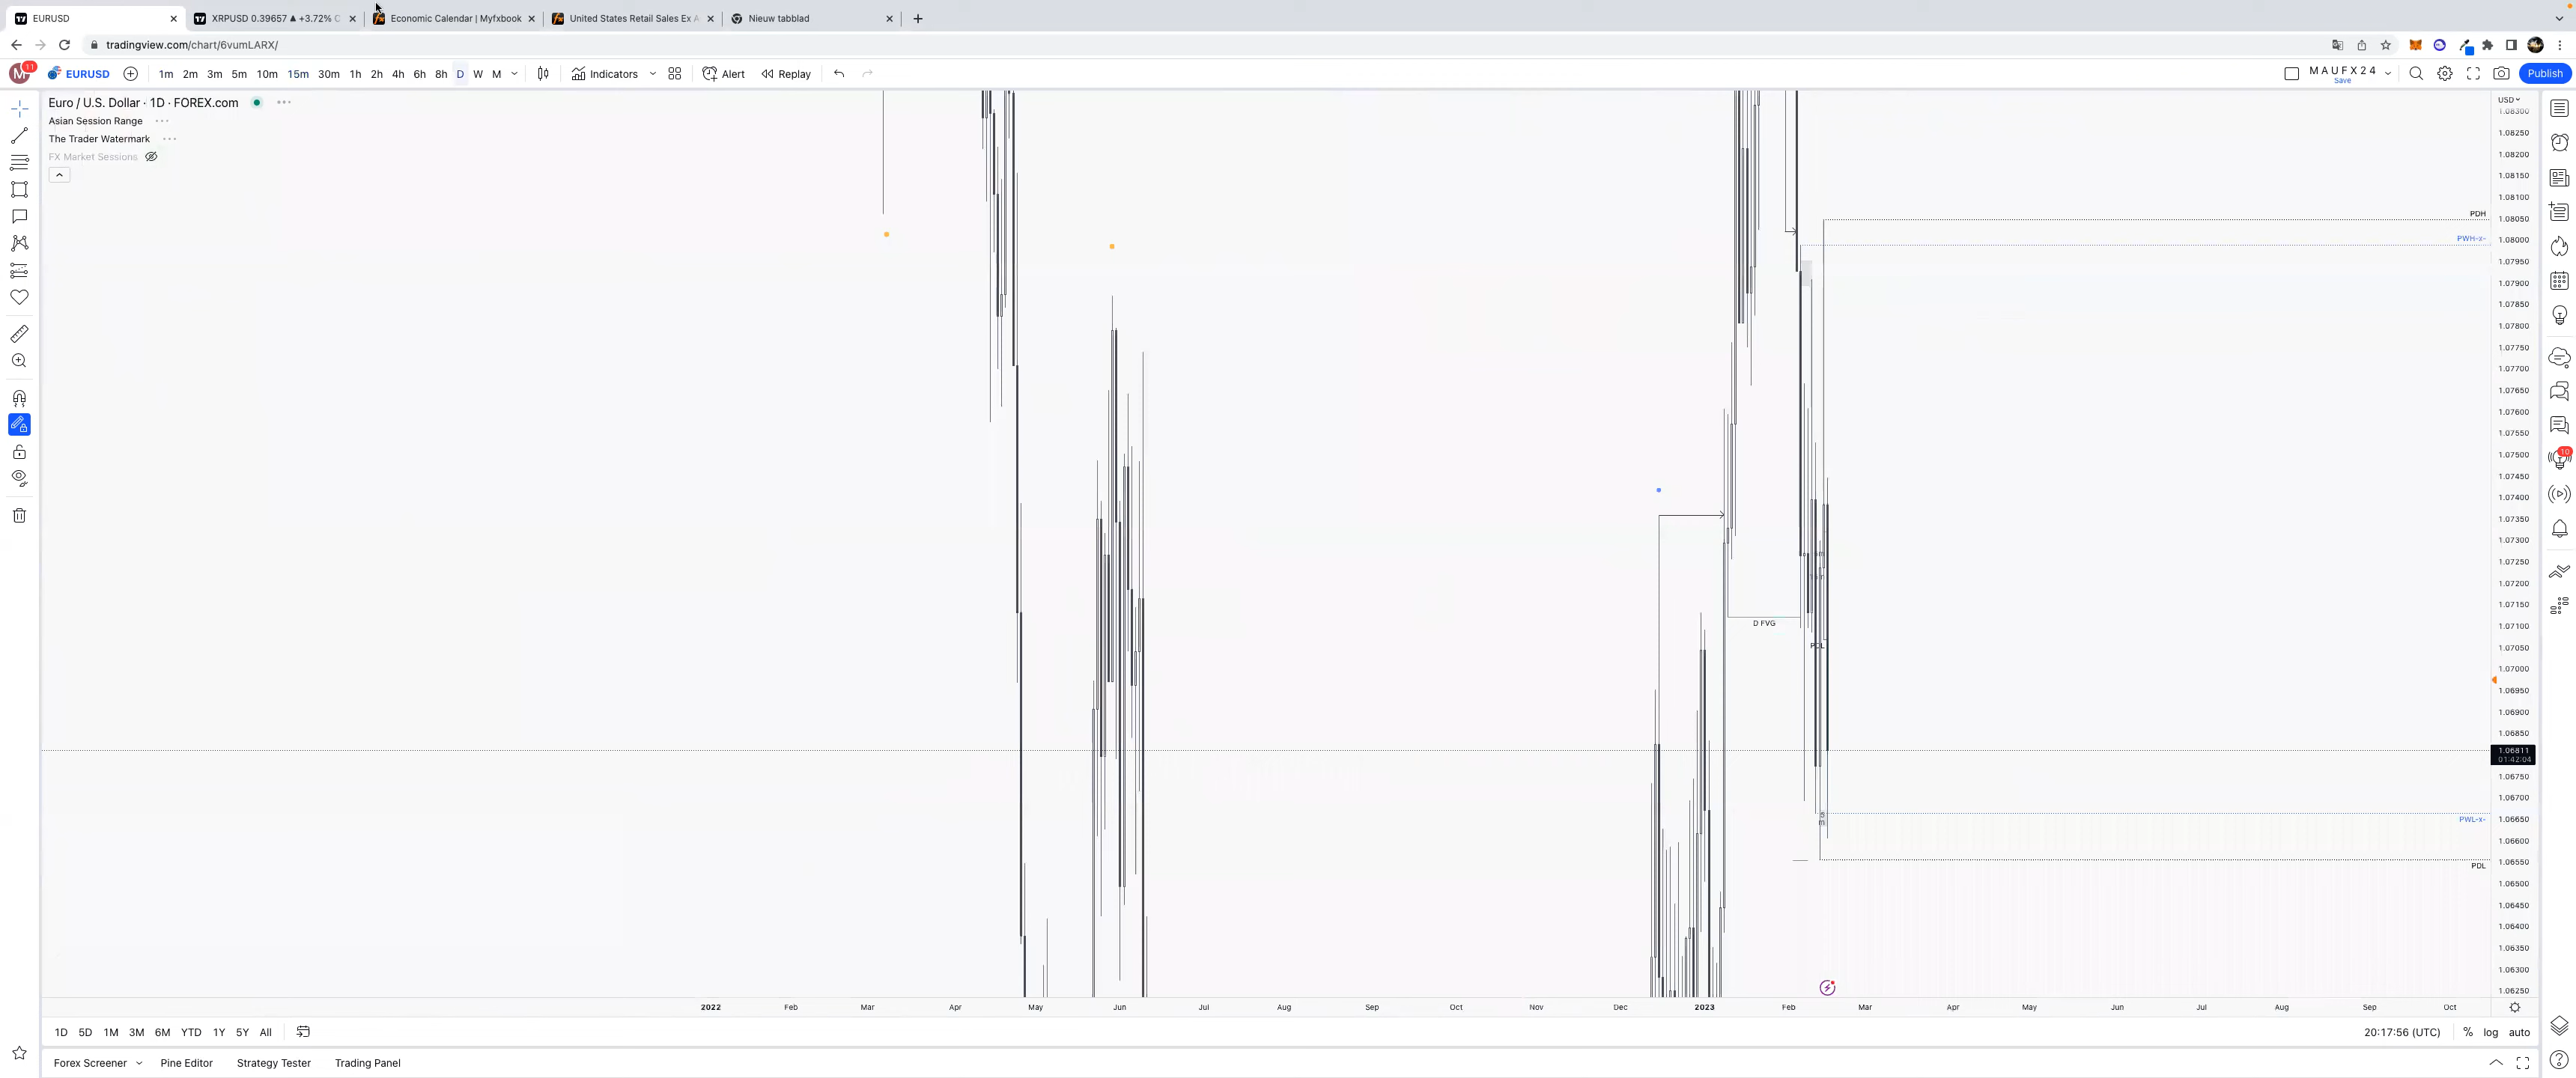 EURUSD
XRPUSD 0.39657 ▲ +3.72%
Economic Calendar | Myfxbook
United States Retail Sales Ex
Nieuw tabblad
tradingview.com/chart/6vumLARX/
M 11 EURUSD 1m 2m 3m 5m 10m 15m 30m 1h 2h 4h 6h 8h D W M Indicators Alert Replay
MAUFX24
Save
Publish
Euro / U.S. Dollar · 1D · FOREX.com
Asian Session Range
The Trader Watermark
FX Market Sessions
USD
1.08300
1.08250
1.08200
1.08150
1.08100
1.08050
1.08000
1.07950
1.07900
1.07850
1.07800
1.07750
1.07700
1.07650
1.07600
1.07550
1.07500
1.07450
1.07400
1.07350
1.07300
1.07250
1.07200
1.07150
1.07100
1.07050
1.07000
1.06950
1.06900
1.06850
1.06811
01:42:04
1.06750
1.06700
1.06650
1.06600
1.06550
1.06500
1.06450
1.06400
1.06350
1.06300
1.06250
PDH
PWH-x-
D FVG
PDL
PWL-x-
PDL
10
2022 Feb Mar Apr May Jun Jul Aug Sep Oct Nov Dec 2023 Feb Mar Apr May Jun Jul Aug Sep Oct
1D 5D 1M 3M 6M YTD 1Y 5Y All
20:17:56 (UTC) % log auto
Forex Screener Pine Editor Strategy Tester Trading Panel